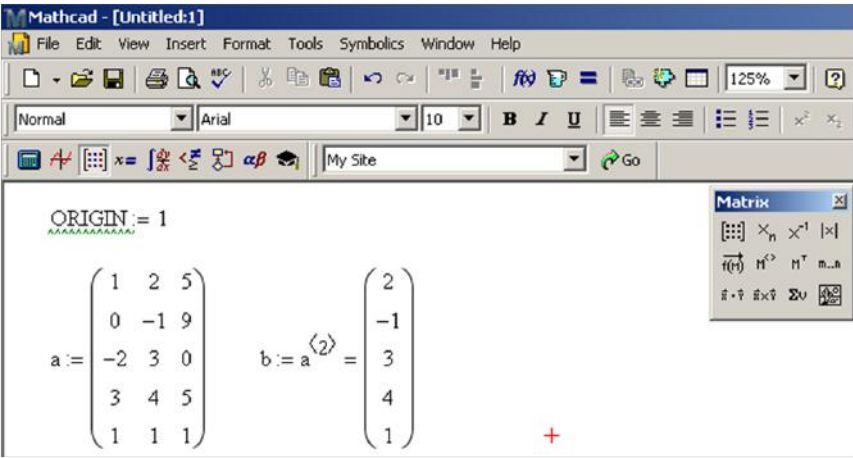 Mathcad - [Untitled:1]
File Edit View Insert Format Tools Symbolics Window Help
125%
Normal Arial 10 B I U
x= αβ My Site Go
Matrix
ORIGIN := 1
a := ( 1 2 5
0 -1 9
-2 3 0
3 4 5
1 1 1 )
b := a^⟨2⟩ = ( 2
-1
3
4
1 )